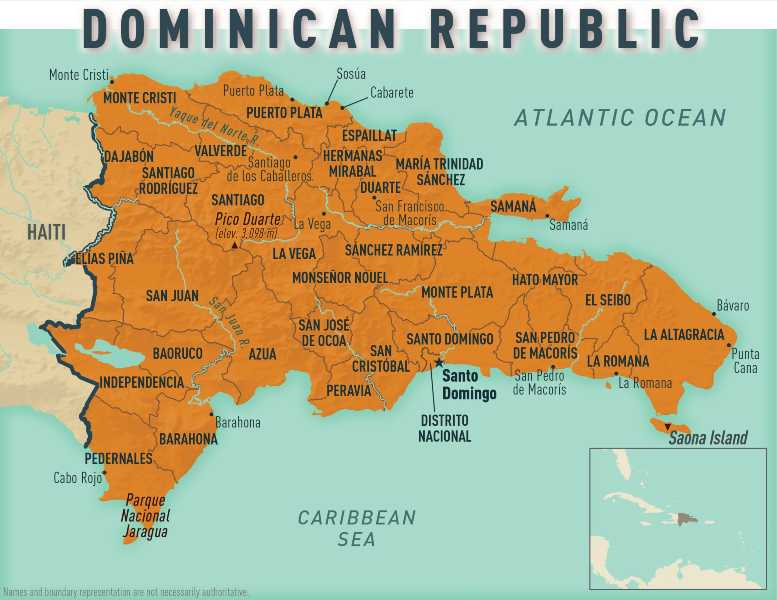 DOMINICAN REPUBLIC
Monte Cristi
Sosúa
Puerto Plata
Cabarete
MONTE CRISTI
PUERTO PLATA
ATLANTIC OCEAN
Yaque del Norte R.
ESPAILLAT
DAJABÓN
VALVERDE
HERMANAS
MIRABAL
MARÍA TRINIDAD
SÁNCHEZ
SANTIAGO
RODRÍGUEZ
Santiago
de los Caballeros
DUARTE
SANTIAGO
San Francisco
de Macorís
SAMANÁ
Samaná
Pico Duarte
(elev. 3,098 m)
La Vega
HAITI
ELÍAS PIÑA
LA VEGA
SÁNCHEZ RAMÍREZ
MONSEÑOR NOUEL
HATO MAYOR
SAN JUAN
San Juan R.
MONTE PLATA
EL SEIBO
Bávaro
SAN JOSÉ
DE OCOA
SANTO DOMINGO
SAN PEDRO
DE MACORÍS
LA ALTAGRACIA
BAORUCO
AZUA
SAN
CRISTÓBAL
LA ROMANA
Punta
Cana
INDEPENDENCIA
PERAVIA
Santo
Domingo
San Pedro
de Macorís
La Romana
DISTRITO
NACIONAL
Barahona
BARAHONA
Saona Island
PEDERNALES
Cabo Rojo
Parque
Nacional
Jaragua
CARIBBEAN
SEA
Names and boundary representation are not necessarily authoritative.